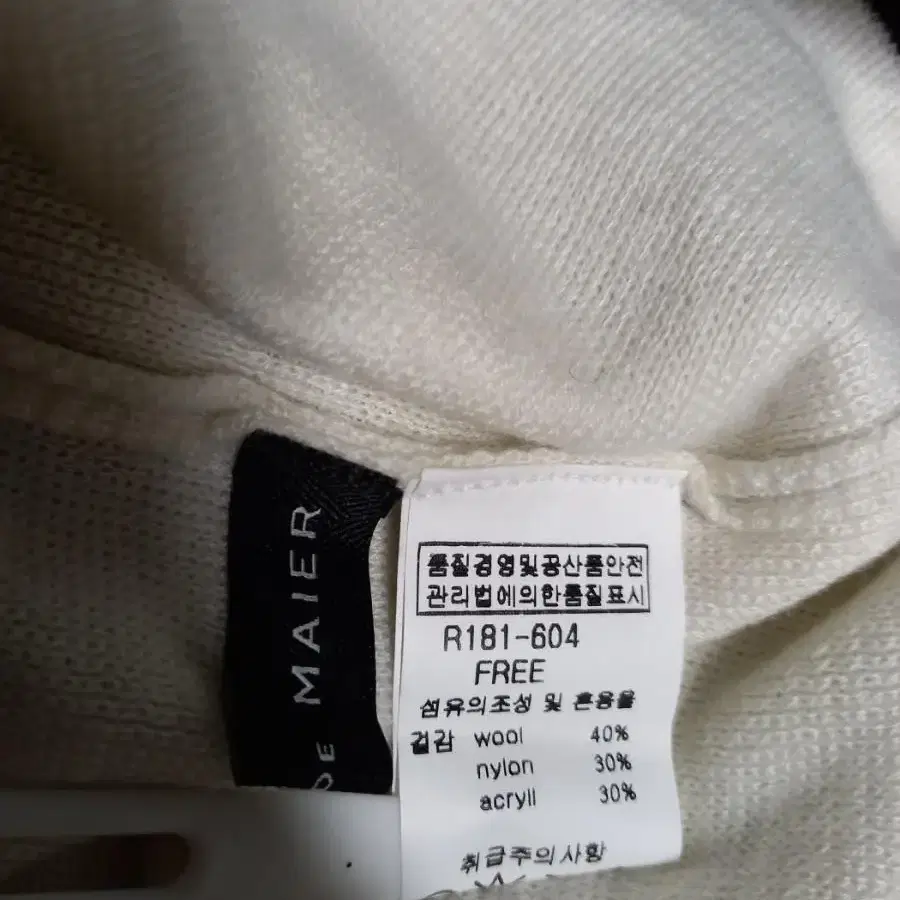 DE MAIER
품질경영및공산품안전
관리법에의한품질표시
R181-604
FREE
섬유의조성 및 혼용율
겉감 wool 40%
nylon 30%
acryll 30%
취급주의사항